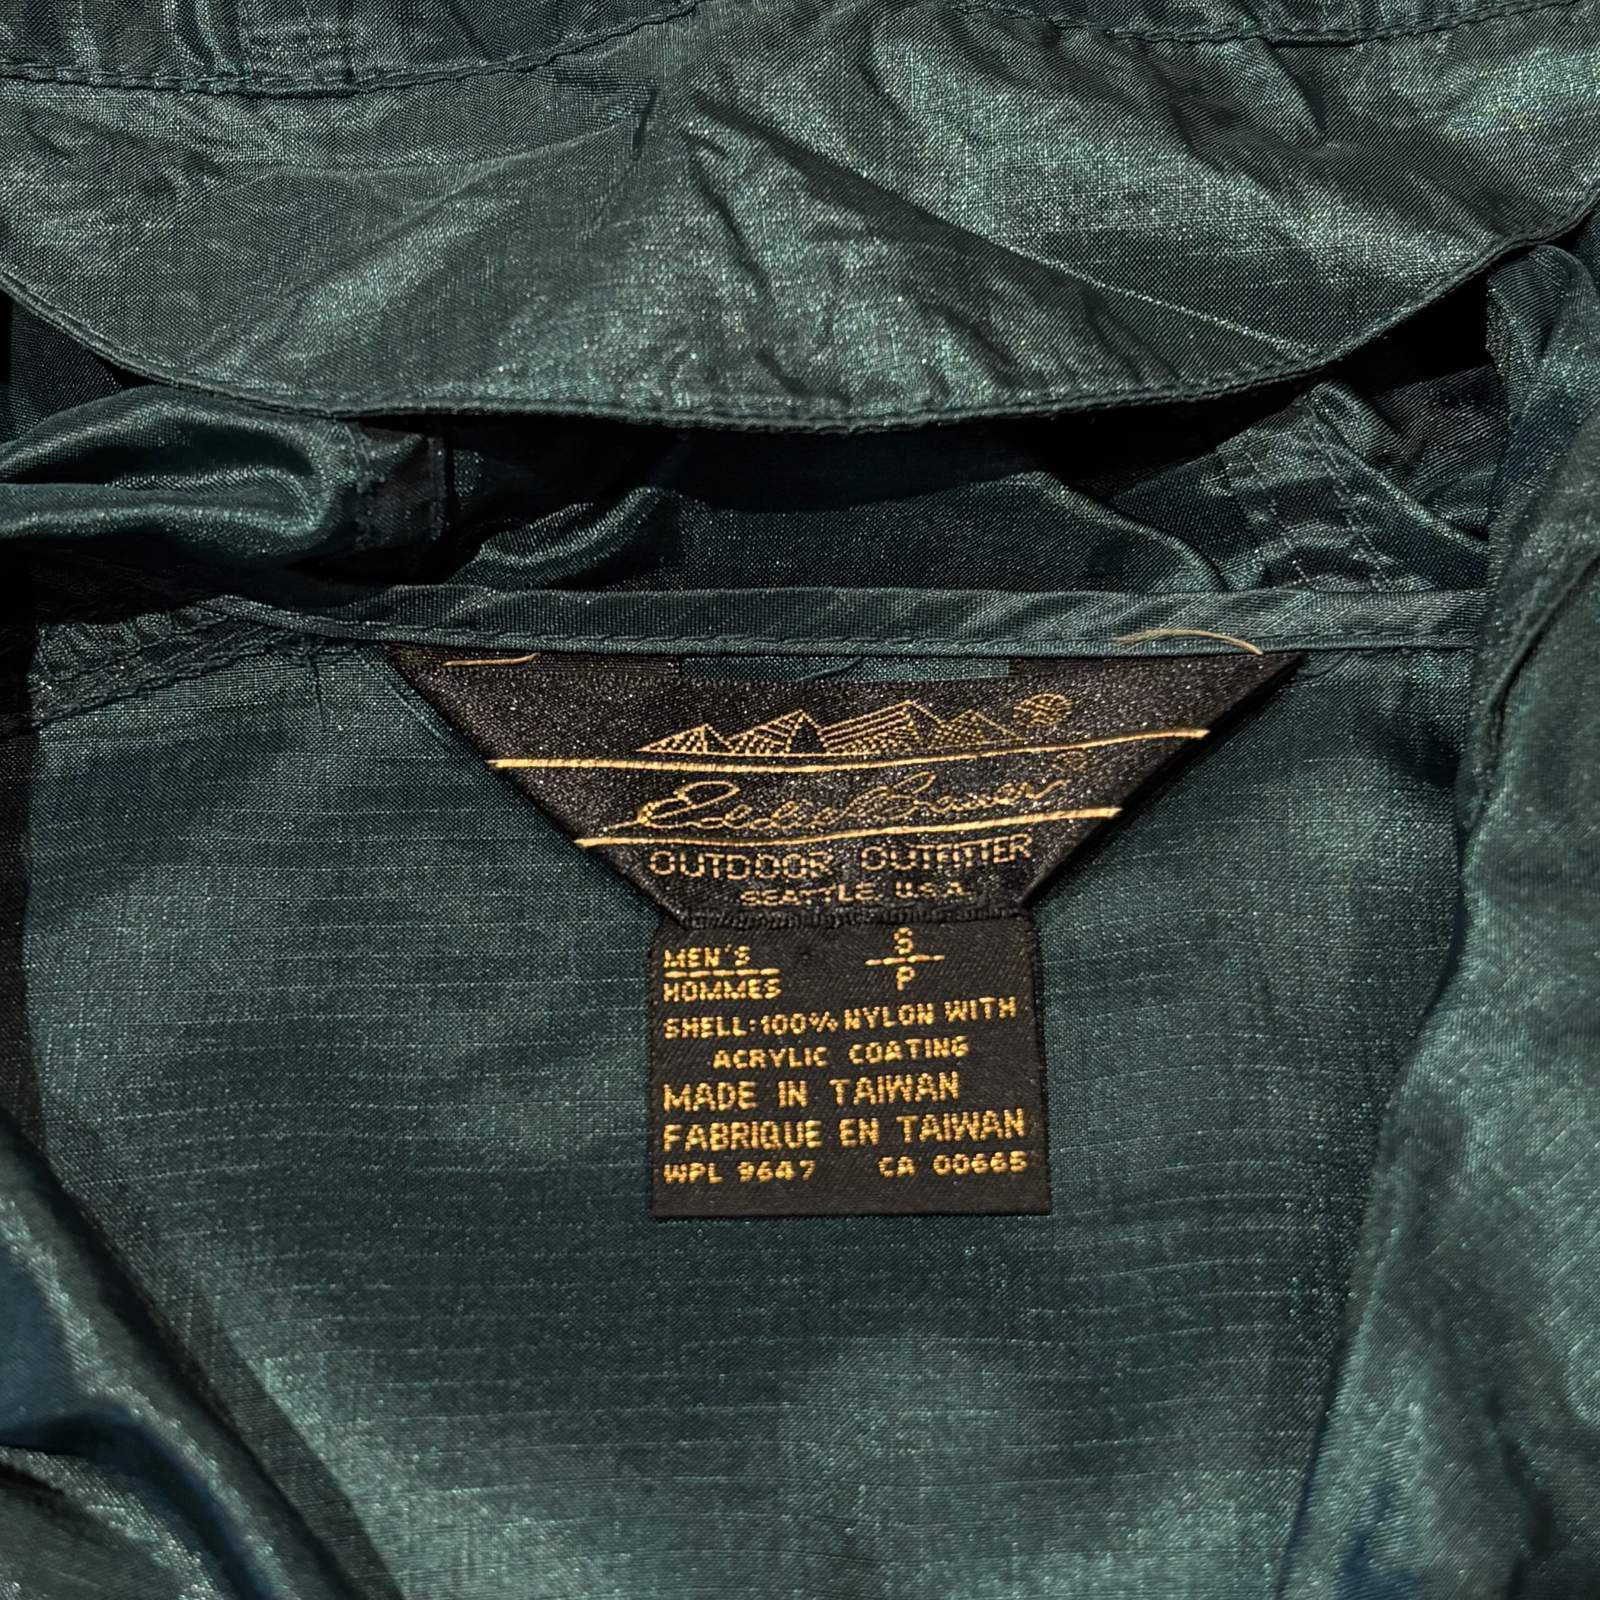 Eddie Bauer
OUTDOOR OUTFITTER
SEATTLE, U.S.A.
MEN'S S
HOMMES P
SHELL: 100% NYLON WITH
ACRYLIC COATING
MADE IN TAIWAN
FABRIQUE EN TAIWAN
WPL 9647 CA 00665